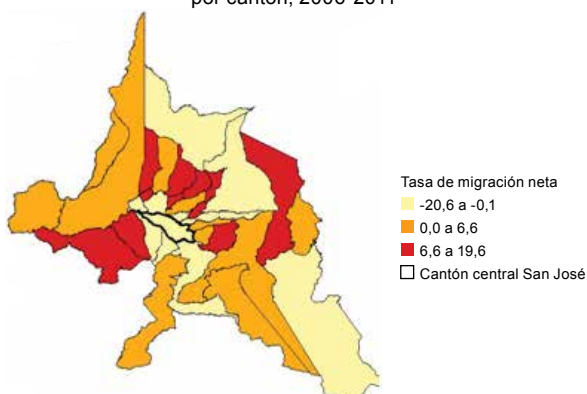 por cantón, 2000-2011
Tasa de migración neta
-20,6 a -0,1
0,0 a 6,6
6,6 a 19,6
Cantón central San José